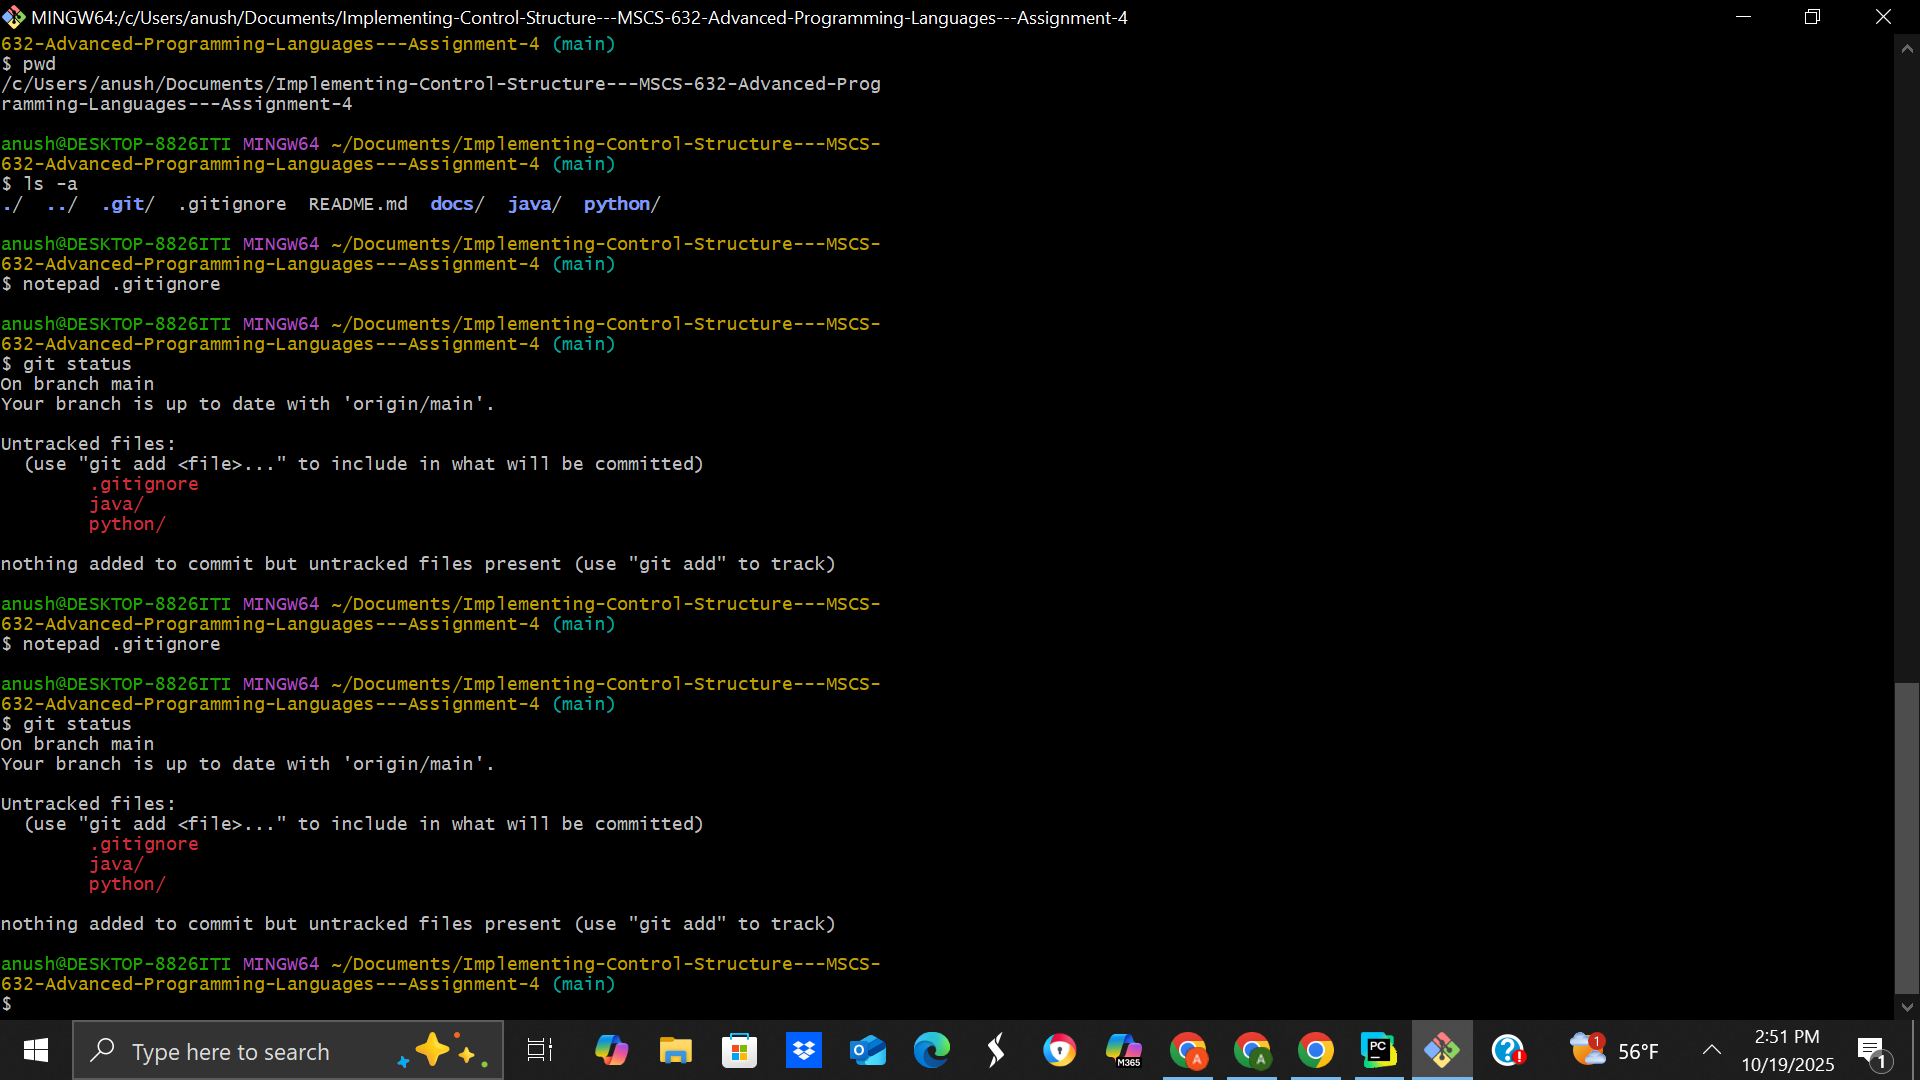 MINGW64:/c/Users/anush/Documents/Implementing-Control-Structure---MSCS-632-Advanced-Programming-Languages---Assignment-4
632-Advanced-Programming-Languages---Assignment-4 (main)
$ pwd
/c/Users/anush/Documents/Implementing-Control-Structure---MSCS-632-Advanced-Prog
ramming-Languages---Assignment-4
anush@DESKTOP-8826ITI MINGW64 ~/Documents/Implementing-Control-Structure---MSCS-
632-Advanced-Programming-Languages---Assignment-4 (main)
$ ls -a
./  ../  .git/  .gitignore  README.md  docs/  java/  python/
anush@DESKTOP-8826ITI MINGW64 ~/Documents/Implementing-Control-Structure---MSCS-
632-Advanced-Programming-Languages---Assignment-4 (main)
$ notepad .gitignore
anush@DESKTOP-8826ITI MINGW64 ~/Documents/Implementing-Control-Structure---MSCS-
632-Advanced-Programming-Languages---Assignment-4 (main)
$ git status
On branch main
Your branch is up to date with 'origin/main'.
Untracked files:
  (use "git add <file>..." to include in what will be committed)
        .gitignore
        java/
        python/
nothing added to commit but untracked files present (use "git add" to track)
anush@DESKTOP-8826ITI MINGW64 ~/Documents/Implementing-Control-Structure---MSCS-
632-Advanced-Programming-Languages---Assignment-4 (main)
$ notepad .gitignore
anush@DESKTOP-8826ITI MINGW64 ~/Documents/Implementing-Control-Structure---MSCS-
632-Advanced-Programming-Languages---Assignment-4 (main)
$ git status
On branch main
Your branch is up to date with 'origin/main'.
Untracked files:
  (use "git add <file>..." to include in what will be committed)
        .gitignore
        java/
        python/
nothing added to commit but untracked files present (use "git add" to track)
anush@DESKTOP-8826ITI MINGW64 ~/Documents/Implementing-Control-Structure---MSCS-
632-Advanced-Programming-Languages---Assignment-4 (main)
$
Type here to search
M365
A
A
PC
1
56°F
2:51 PM
10/19/2025
1